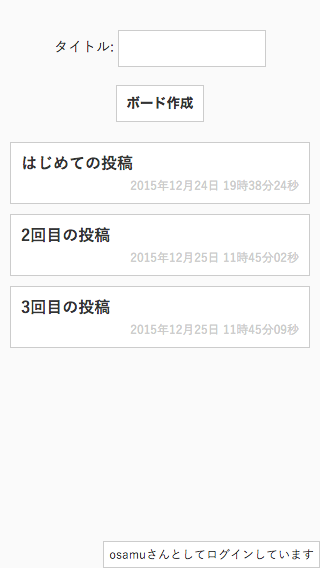 タイトル:
ボード作成
はじめての投稿
2015年12月24日 19時38分24秒
2回目の投稿
2015年12月25日 11時45分02秒
3回目の投稿
2015年12月25日 11時45分09秒
osamuさんとしてログインしています